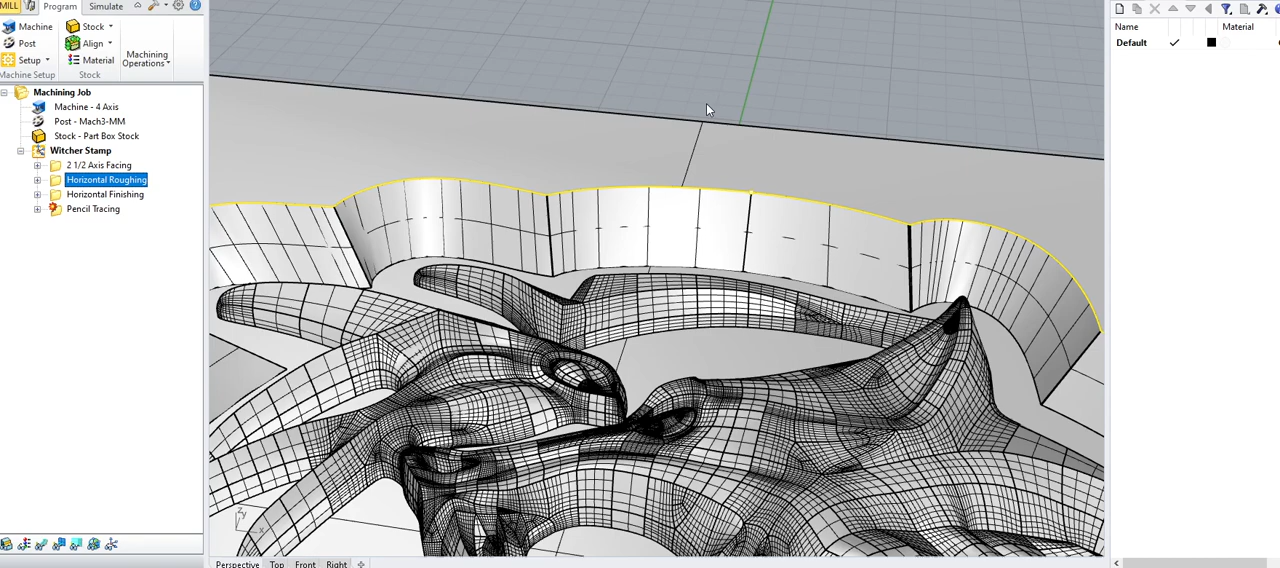 MILL Program Simulate
Machine Stock
Post Align
Setup Material
Machining
Operations
Machine Setup Stock
Machining Job
Machine - 4 Axis
Post - Mach3-MM
Stock - Part Box Stock
Witcher Stamp
2 1/2 Axis Facing
Horizontal Roughing
Horizontal Finishing
Pencil Tracing
Name Material
Default
z y
x
Perspective Top Front Right